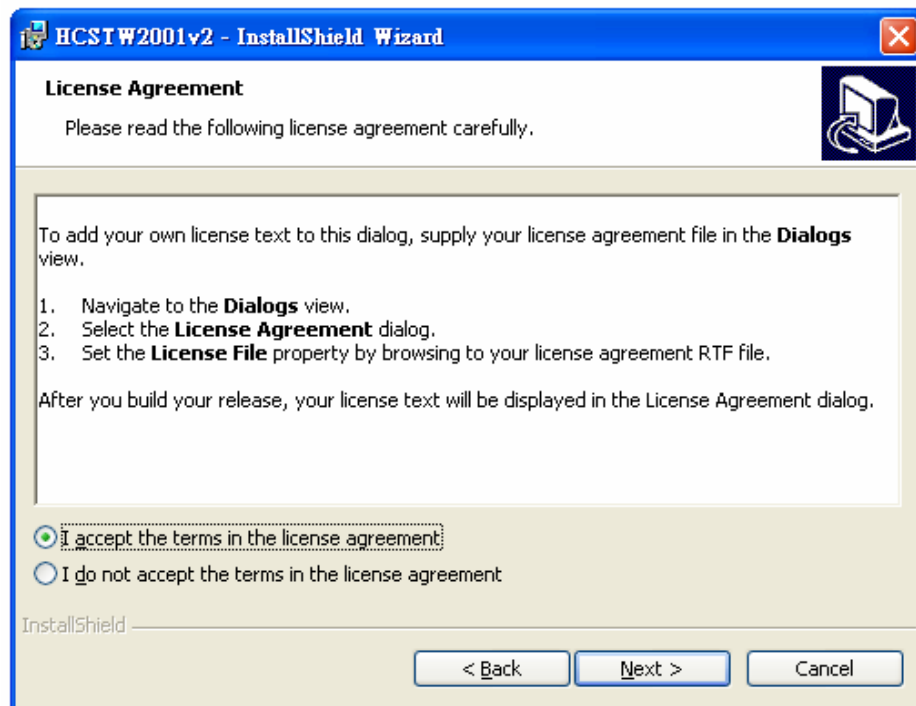 HCSTW2001v2 - InstallShield Wizard
License Agreement
Please read the following license agreement carefully.
To add your own license text to this dialog, supply your license agreement file in the Dialogs
view.
1. Navigate to the Dialogs view.
2. Select the License Agreement dialog.
3. Set the License File property by browsing to your license agreement RTF file.
After you build your release, your license text will be displayed in the License Agreement dialog.
I accept the terms in the license agreement
I do not accept the terms in the license agreement
InstallShield
< Back Next > Cancel